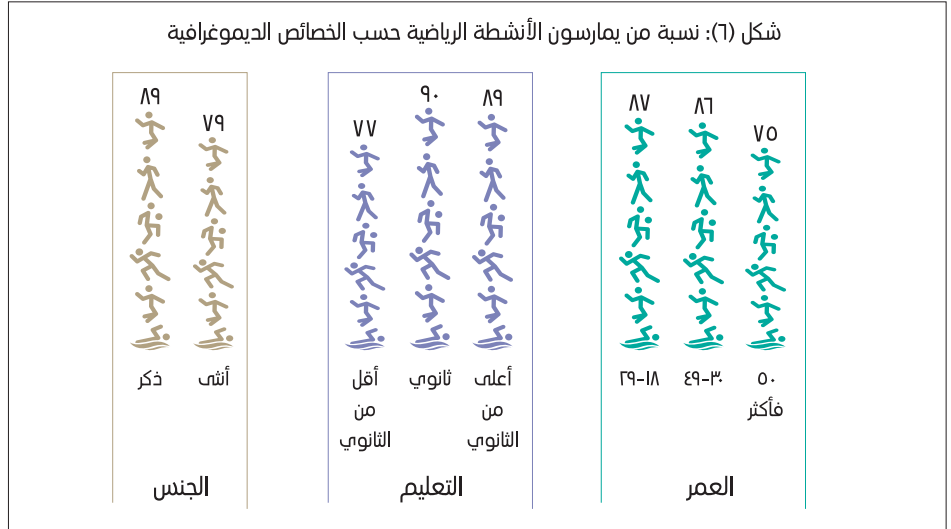 شكل (٦): نسبة من يمارسون الأنشطة الرياضية حسب الخصائص الديموغرافية
٨٧
٨٦
٧٥
١٨-٢٩
٣٠-٤٩
٥٠
فأكثر
العمر
٨٩
٩٠
٧٧
أعلى
من
الثانوي
ثانوي
أقل
من
الثانوي
التعليم
٧٩
٨٩
أنثى
ذكر
الجنس